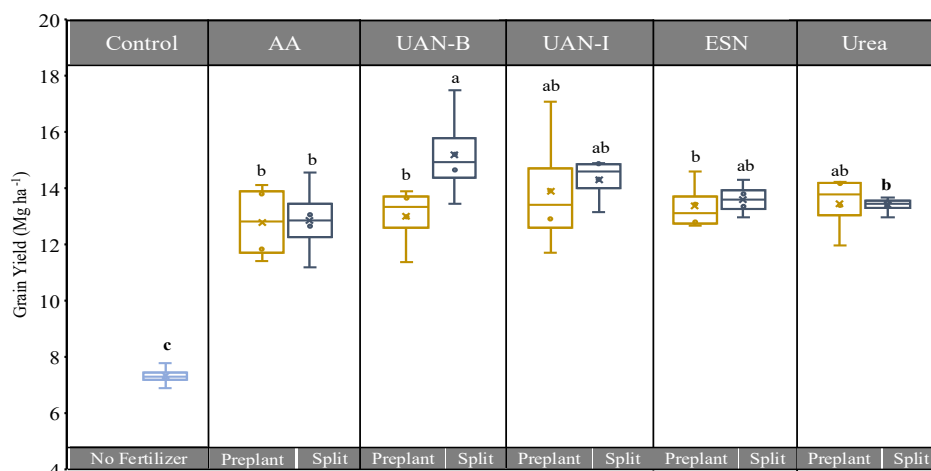 20
Control AA UAN-B UAN-I ESN Urea
18
a
ab
16
b b b ab b ab ab b
14
12
Grain Yield (Mg ha-1)
10
c
8
6
No Fertilizer Preplant Split Preplant Split Preplant Split Preplant Split Preplant Split
4